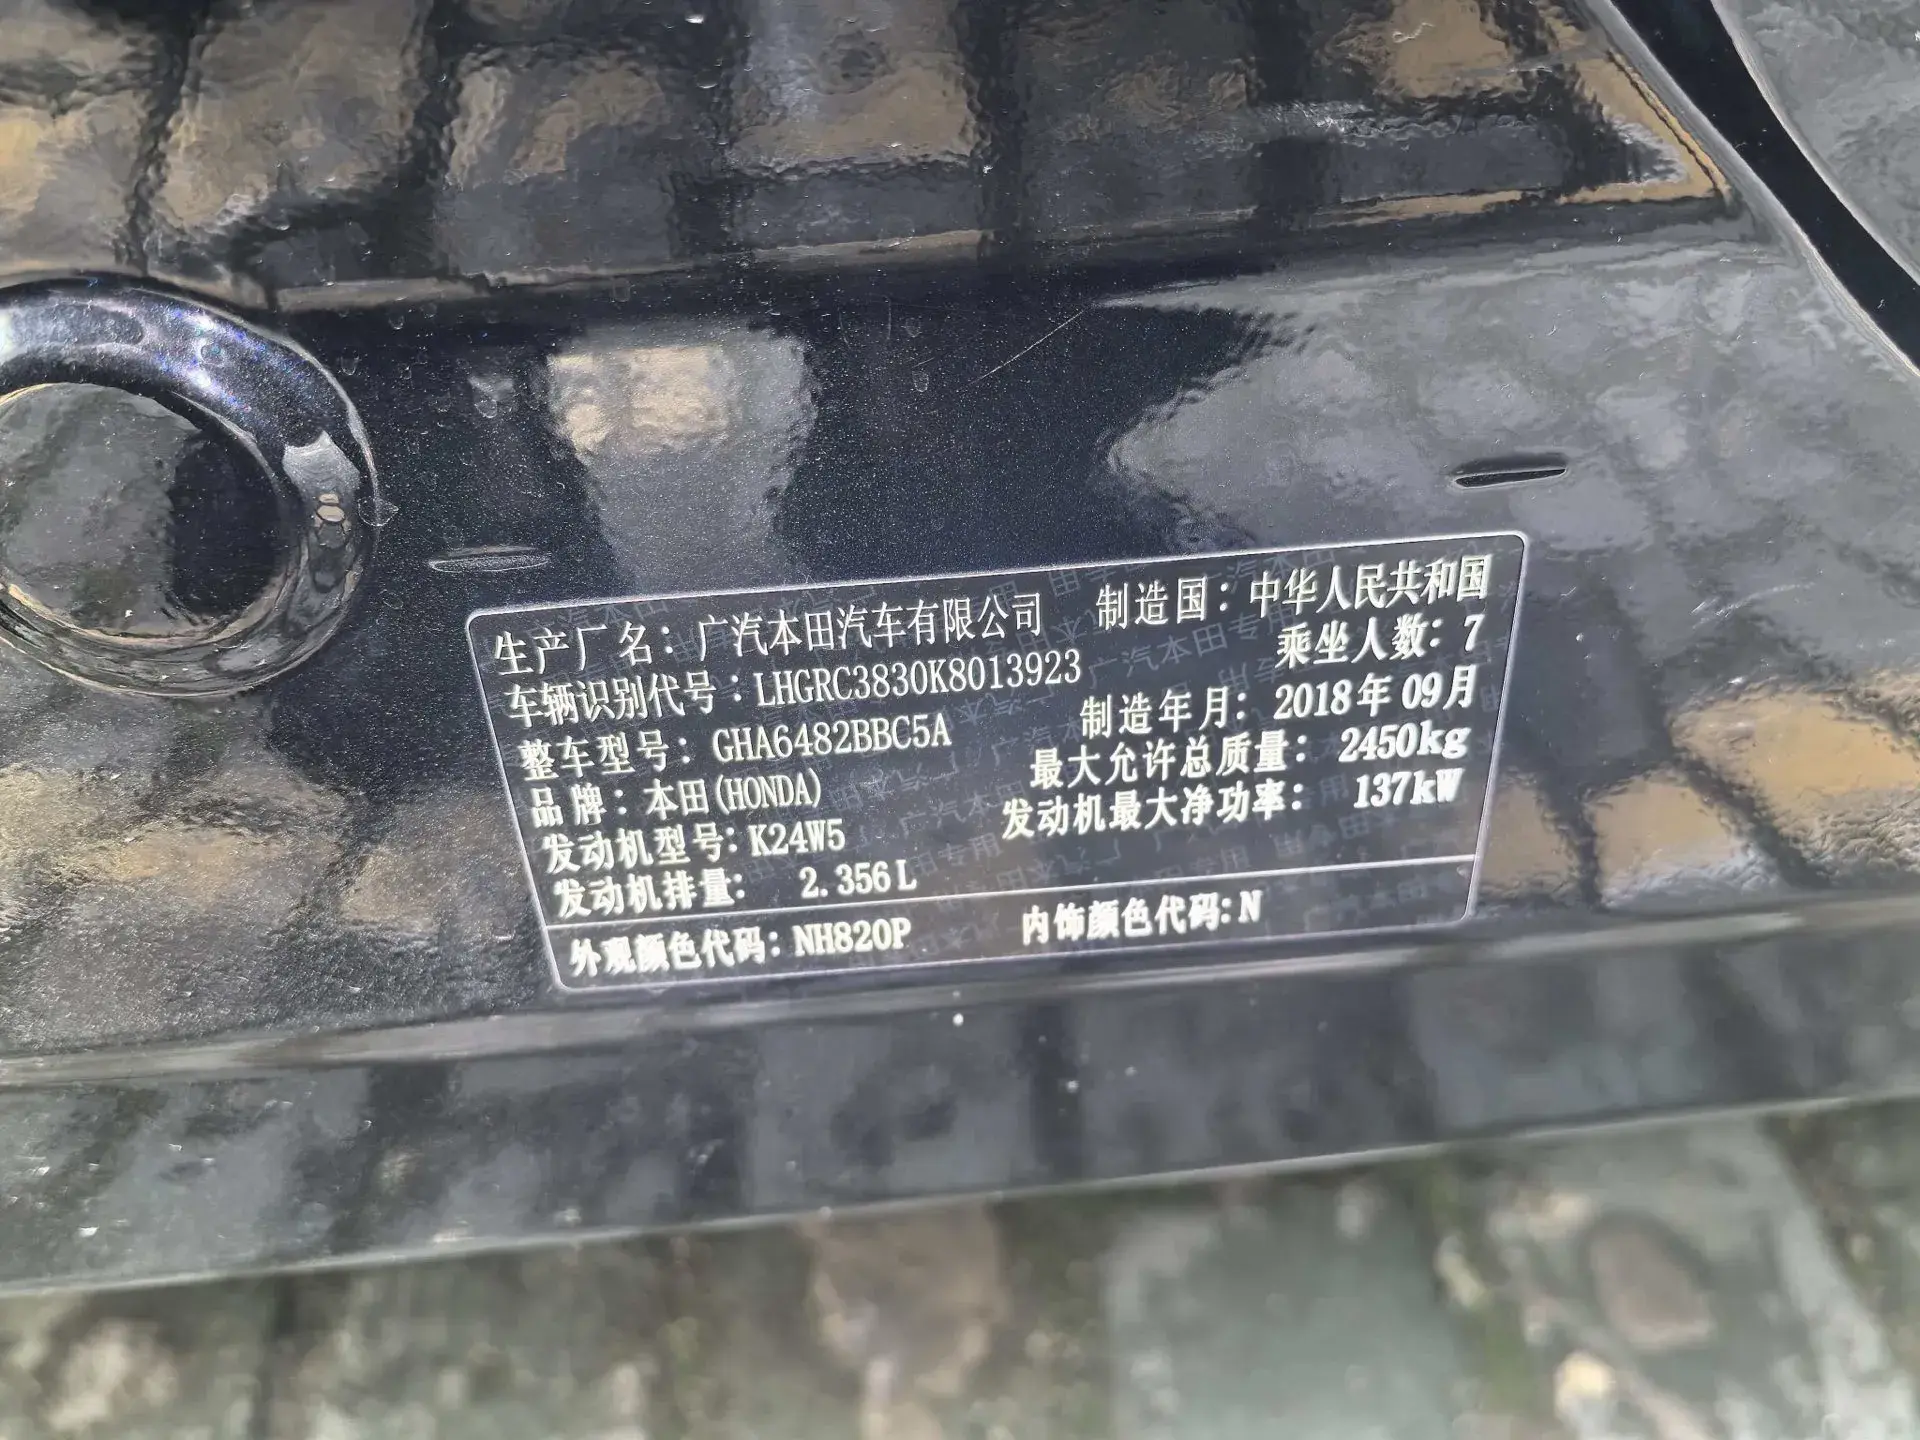 生产厂名：广汽本田汽车有限公司 制造国：中华人民共和国
车辆识别代号：LHGRC3830K8013923 乘坐人数：7
整车型号：GHA6482BBC5A 制造年月：2018年09月
品牌：本田(HONDA) 最大允许总质量：2450kg
发动机型号：K24W5 发动机最大净功率：137kW
发动机排量：2.356L
外观颜色代码：NH820P 内饰颜色代码：N